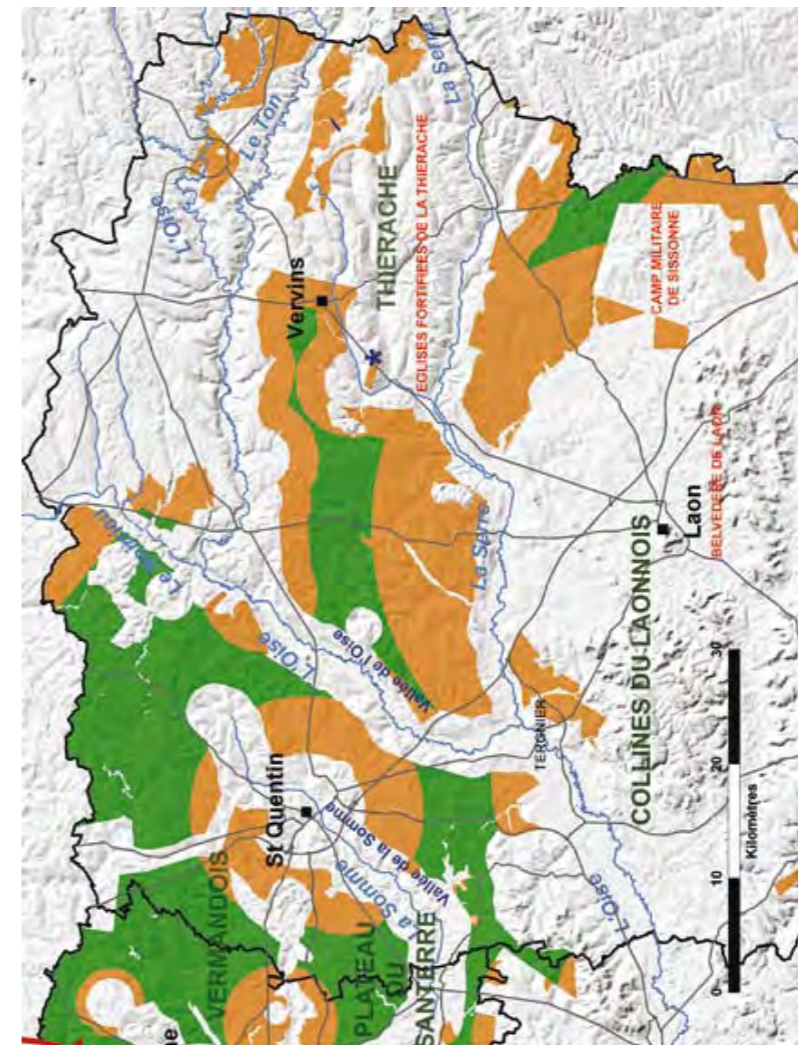 L'Oise
Le Ton
La Serre
Vervins
THIERACHE
EGLISES FORTIFIEES DE LA THIERACHE
CAMP MILITAIRE
DE SISSONNE
L'Oise
Vallée de l'Oise
La Serre
Laon
BELVEDERE DE LAON
COLLINES DU LAONNOIS
TERGNIER
St Quentin
VERMANDOIS
Vallée de la Somme
La Somme
PLATEAU
DU
SANTERRE
L'Oise
0 10 20 30
Kilomètres